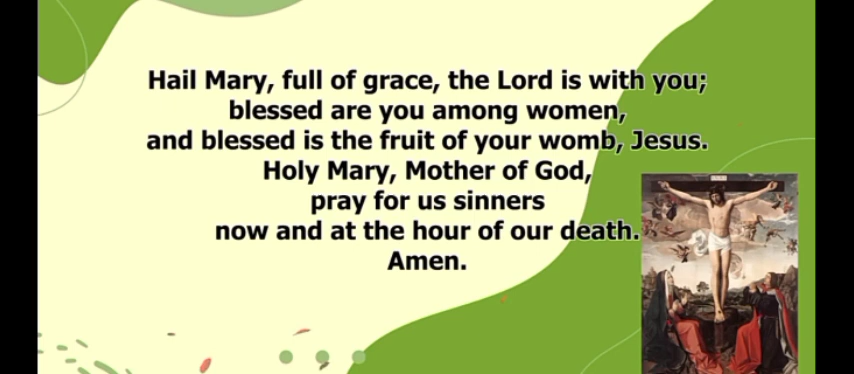 Hail Mary, full of grace, the Lord is with you;
blessed are you among women,
and blessed is the fruit of your womb, Jesus.
Holy Mary, Mother of God,
pray for us sinners
now and at the hour of our death.
Amen.